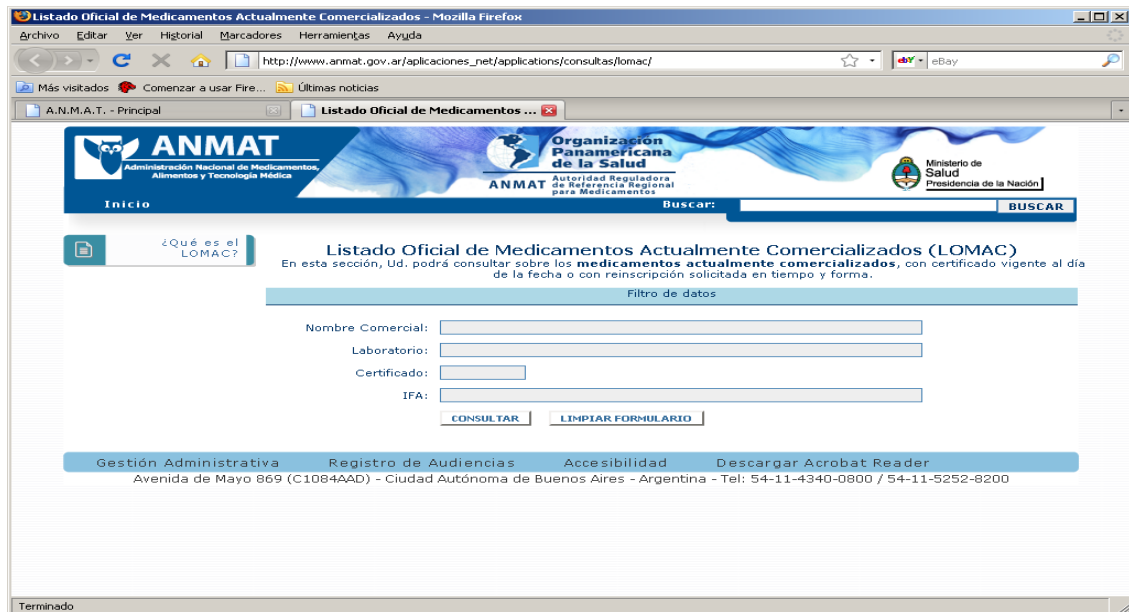 Listado Oficial de Medicamentos Actualmente Comercializados - Mozilla Firefox
Archivo Editar Ver Historial Marcadores Herramientas Ayuda
http://www.anmat.gov.ar/aplicaciones_net/applications/consultas/lomac/
ebY eBay
Más visitados Comenzar a usar Fire... Últimas noticias
A.N.M.A.T. - Principal Listado Oficial de Medicamentos ...
ANMAT
Administración Nacional de Medicamentos,
Alimentos y Tecnología Médica
ANMAT
Organización
Panamericana
de la Salud
Autoridad Reguladora
de Referencia Regional
para Medicamentos
Ministerio de
Salud
Presidencia de la Nación
Inicio Buscar: BUSCAR
¿Qué es el
LOMAC?
Listado Oficial de Medicamentos Actualmente Comercializados (LOMAC)
En esta sección, Ud. podrá consultar sobre los medicamentos actualmente comercializados, con certificado vigente al día
de la fecha o con reinscripción solicitada en tiempo y forma.
Filtro de datos
Nombre Comercial:
Laboratorio:
Certificado:
IFA:
CONSULTAR LIMPIAR FORMULARIO
Gestión Administrativa Registro de Audiencias Accesibilidad Descargar Acrobat Reader
Avenida de Mayo 869 (C1084AAD) - Ciudad Autónoma de Buenos Aires - Argentina - Tel: 54-11-4340-0800 / 54-11-5252-8200
Terminado